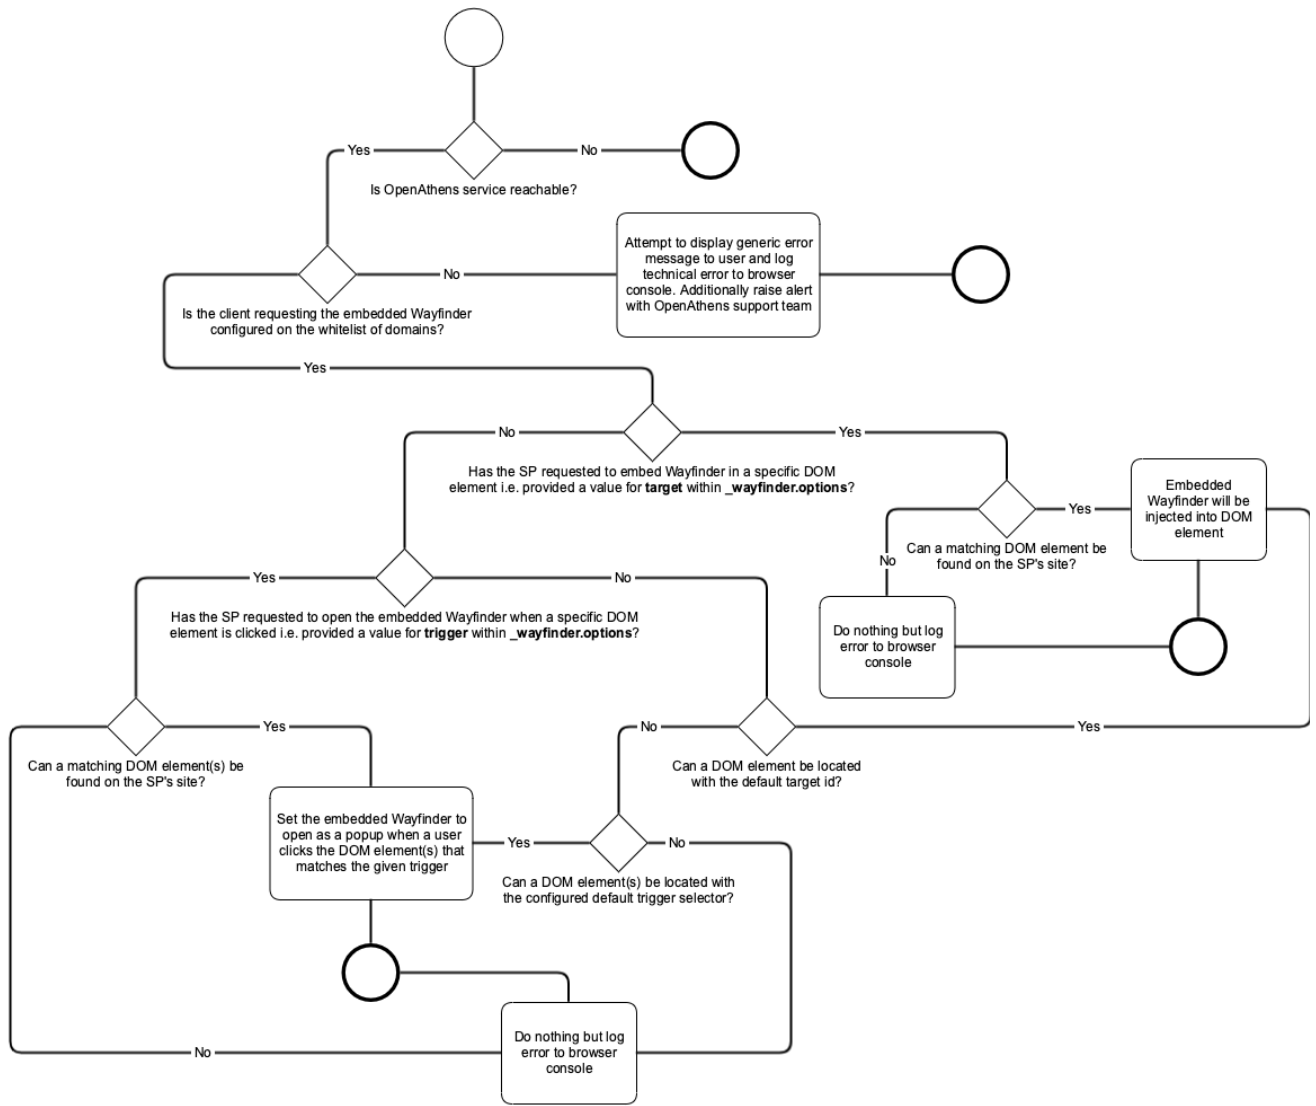 Yes
No
Is OpenAthens service reachable?
Attempt to display generic error
message to user and log
technical error to browser
console. Additionally raise alert
with OpenAthens support team
No
Is the client requesting the embedded Wayfinder
configured on the whitelist of domains?
Yes
No
Yes
Has the SP requested to embed Wayfinder in a specific DOM
element i.e. provided a value for target within _wayfinder.options?
Embedded
Wayfinder will be
injected into DOM
element
Yes
No
Can a matching DOM element be
found on the SP's site?
Yes
No
Has the SP requested to open the embedded Wayfinder when a specific DOM
element is clicked i.e. provided a value for trigger within _wayfinder.options?
Do nothing but log
error to browser
console
Yes
No
Yes
Can a matching DOM element(s) be
found on the SP's site?
Can a DOM element be located
with the default target id?
Set the embedded Wayfinder to
open as a popup when a user
clicks the DOM element(s) that
matches the given trigger
Yes
No
Can a DOM element(s) be located with
the configured default trigger selector?
Do nothing but log
error to browser
console
No